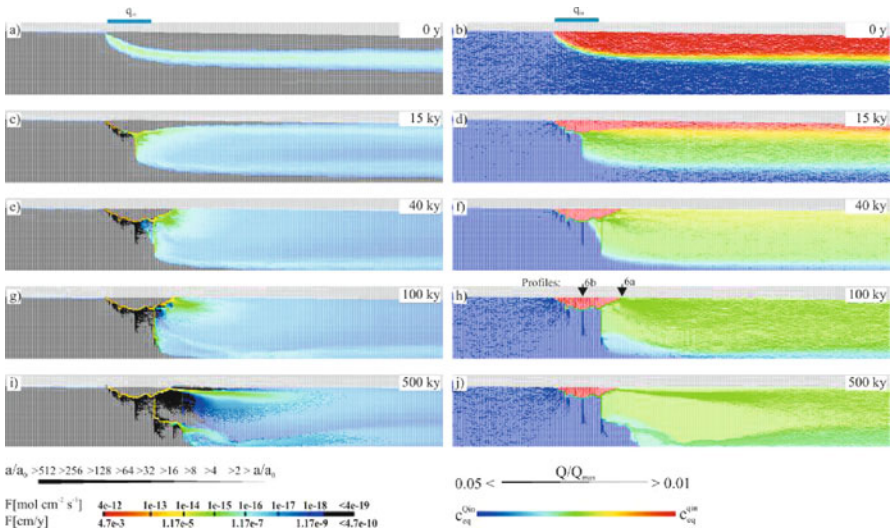 q
q
a)
0 y
b)
0 y
c)
15 ky
d)
15 ky
e)
40 ky
f)
40 ky
g)
100 ky
Profiles: 6b 6a
h)
100 ky
i)
500 ky
j)
500 ky
a/a₀ >512 >256 >128 >64 >32 >16 >8 >4 >2 > a/a₀
Q/Qmax
0.05 < > 0.01
F[mol cm⁻² s⁻¹] 4e-12 1e-13 1e-14 1e-15 1e-16 1e-17 1e-18 <4e-19
F[cm/y] 4.7e-3 1.17e-5 1.17e-7 1.17e-9 <4.7e-10
c eq
c eq